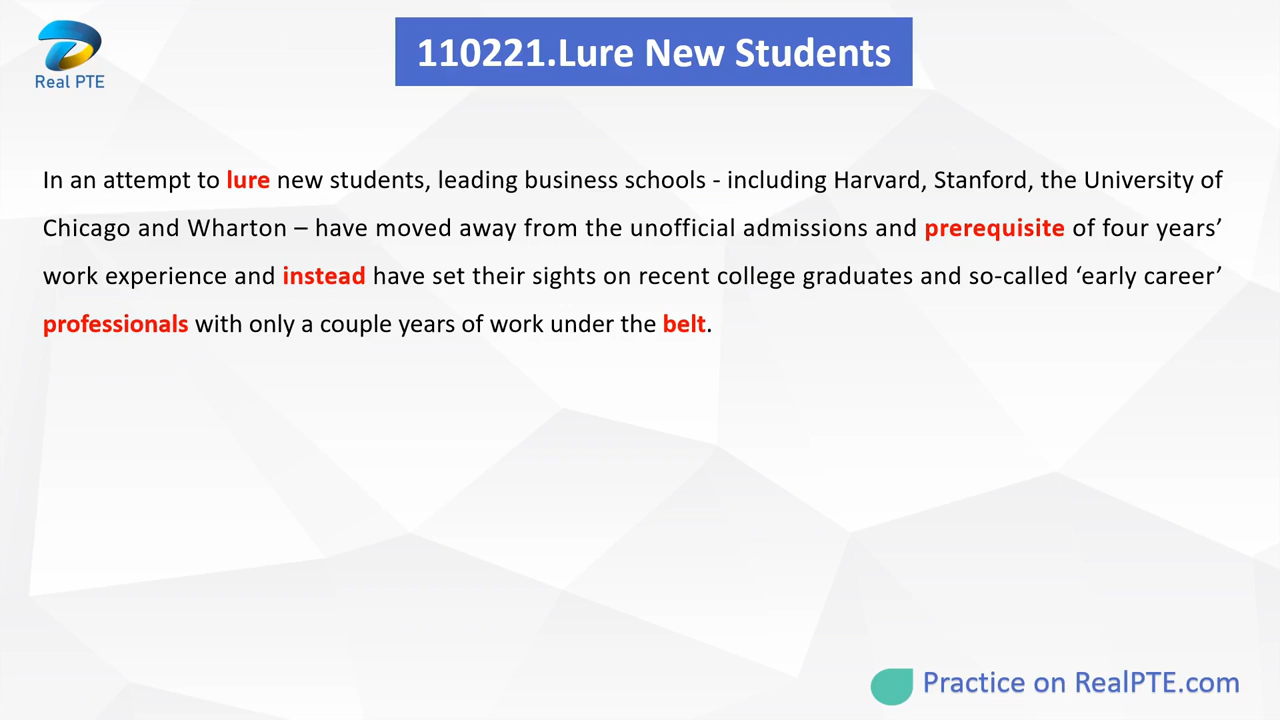 Real PTE
110221.Lure New Students
In an attempt to lure new students, leading business schools - including Harvard, Stanford, the University of
Chicago and Wharton – have moved away from the unofficial admissions and prerequisite of four years’
work experience and instead have set their sights on recent college graduates and so-called ‘early career’
professionals with only a couple years of work under the belt.
Practice on RealPTE.com